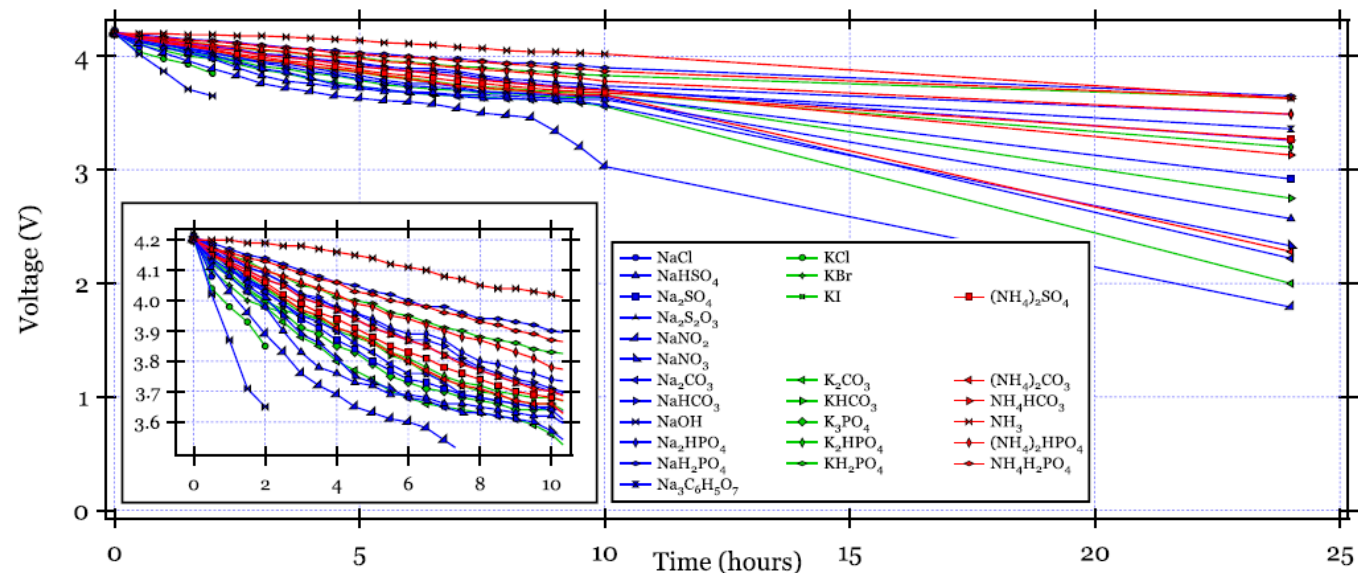 4
3
2
1
0
Voltage (V)
4.2
4.1
4.0
3.9
3.8
3.7
3.6
0 2 4 6 8 10
NaCl KCl
NaHSO₄ KBr
Na₂SO₄ KI (NH₄)₂SO₄
Na₂S₂O₃
NaNO₂
NaNO₃
Na₂CO₃ K₂CO₃ (NH₄)₂CO₃
NaHCO₃ KHCO₃ NH₄HCO₃
NaOH K₃PO₄ NH₃
Na₂HPO₄ K₂HPO₄ (NH₄)₂HPO₄
NaH₂PO₄ KH₂PO₄ NH₄H₂PO₄
Na₃C₆H₅O₇
0 5 10 15 20 25
Time (hours)